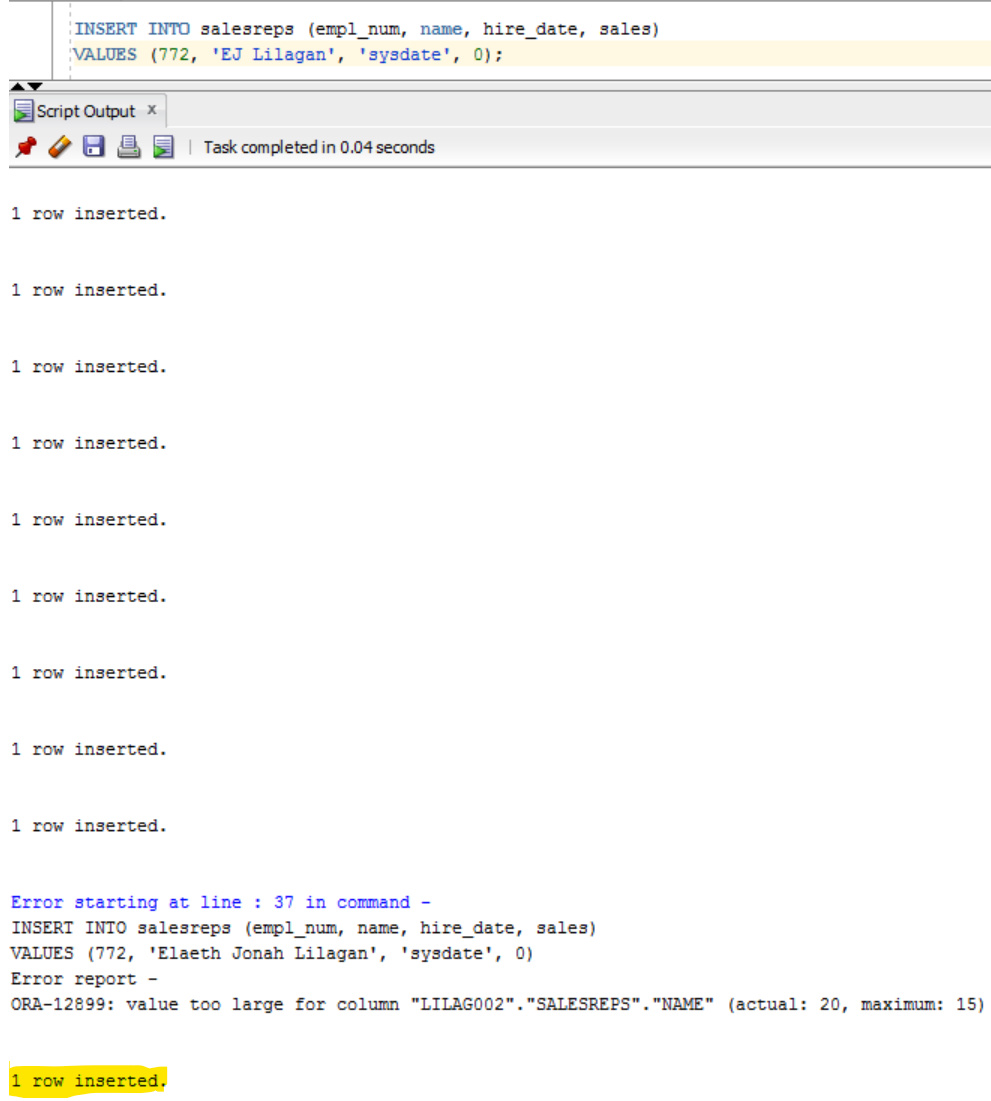 INSERT INTO salesreps (empl_num, name, hire_date, sales)
VALUES (772, 'EJ Lilagan', 'sysdate', 0);
Script Output x
Task completed in 0.04 seconds
1 row inserted.
1 row inserted.
1 row inserted.
1 row inserted.
1 row inserted.
1 row inserted.
1 row inserted.
1 row inserted.
1 row inserted.
Error starting at line : 37 in command -
INSERT INTO salesreps (empl_num, name, hire_date, sales)
VALUES (772, 'Elaeth Jonah Lilagan', 'sysdate', 0)
Error report -
ORA-12899: value too large for column "LILAG002"."SALESREPS"."NAME" (actual: 20, maximum: 15)
1 row inserted.